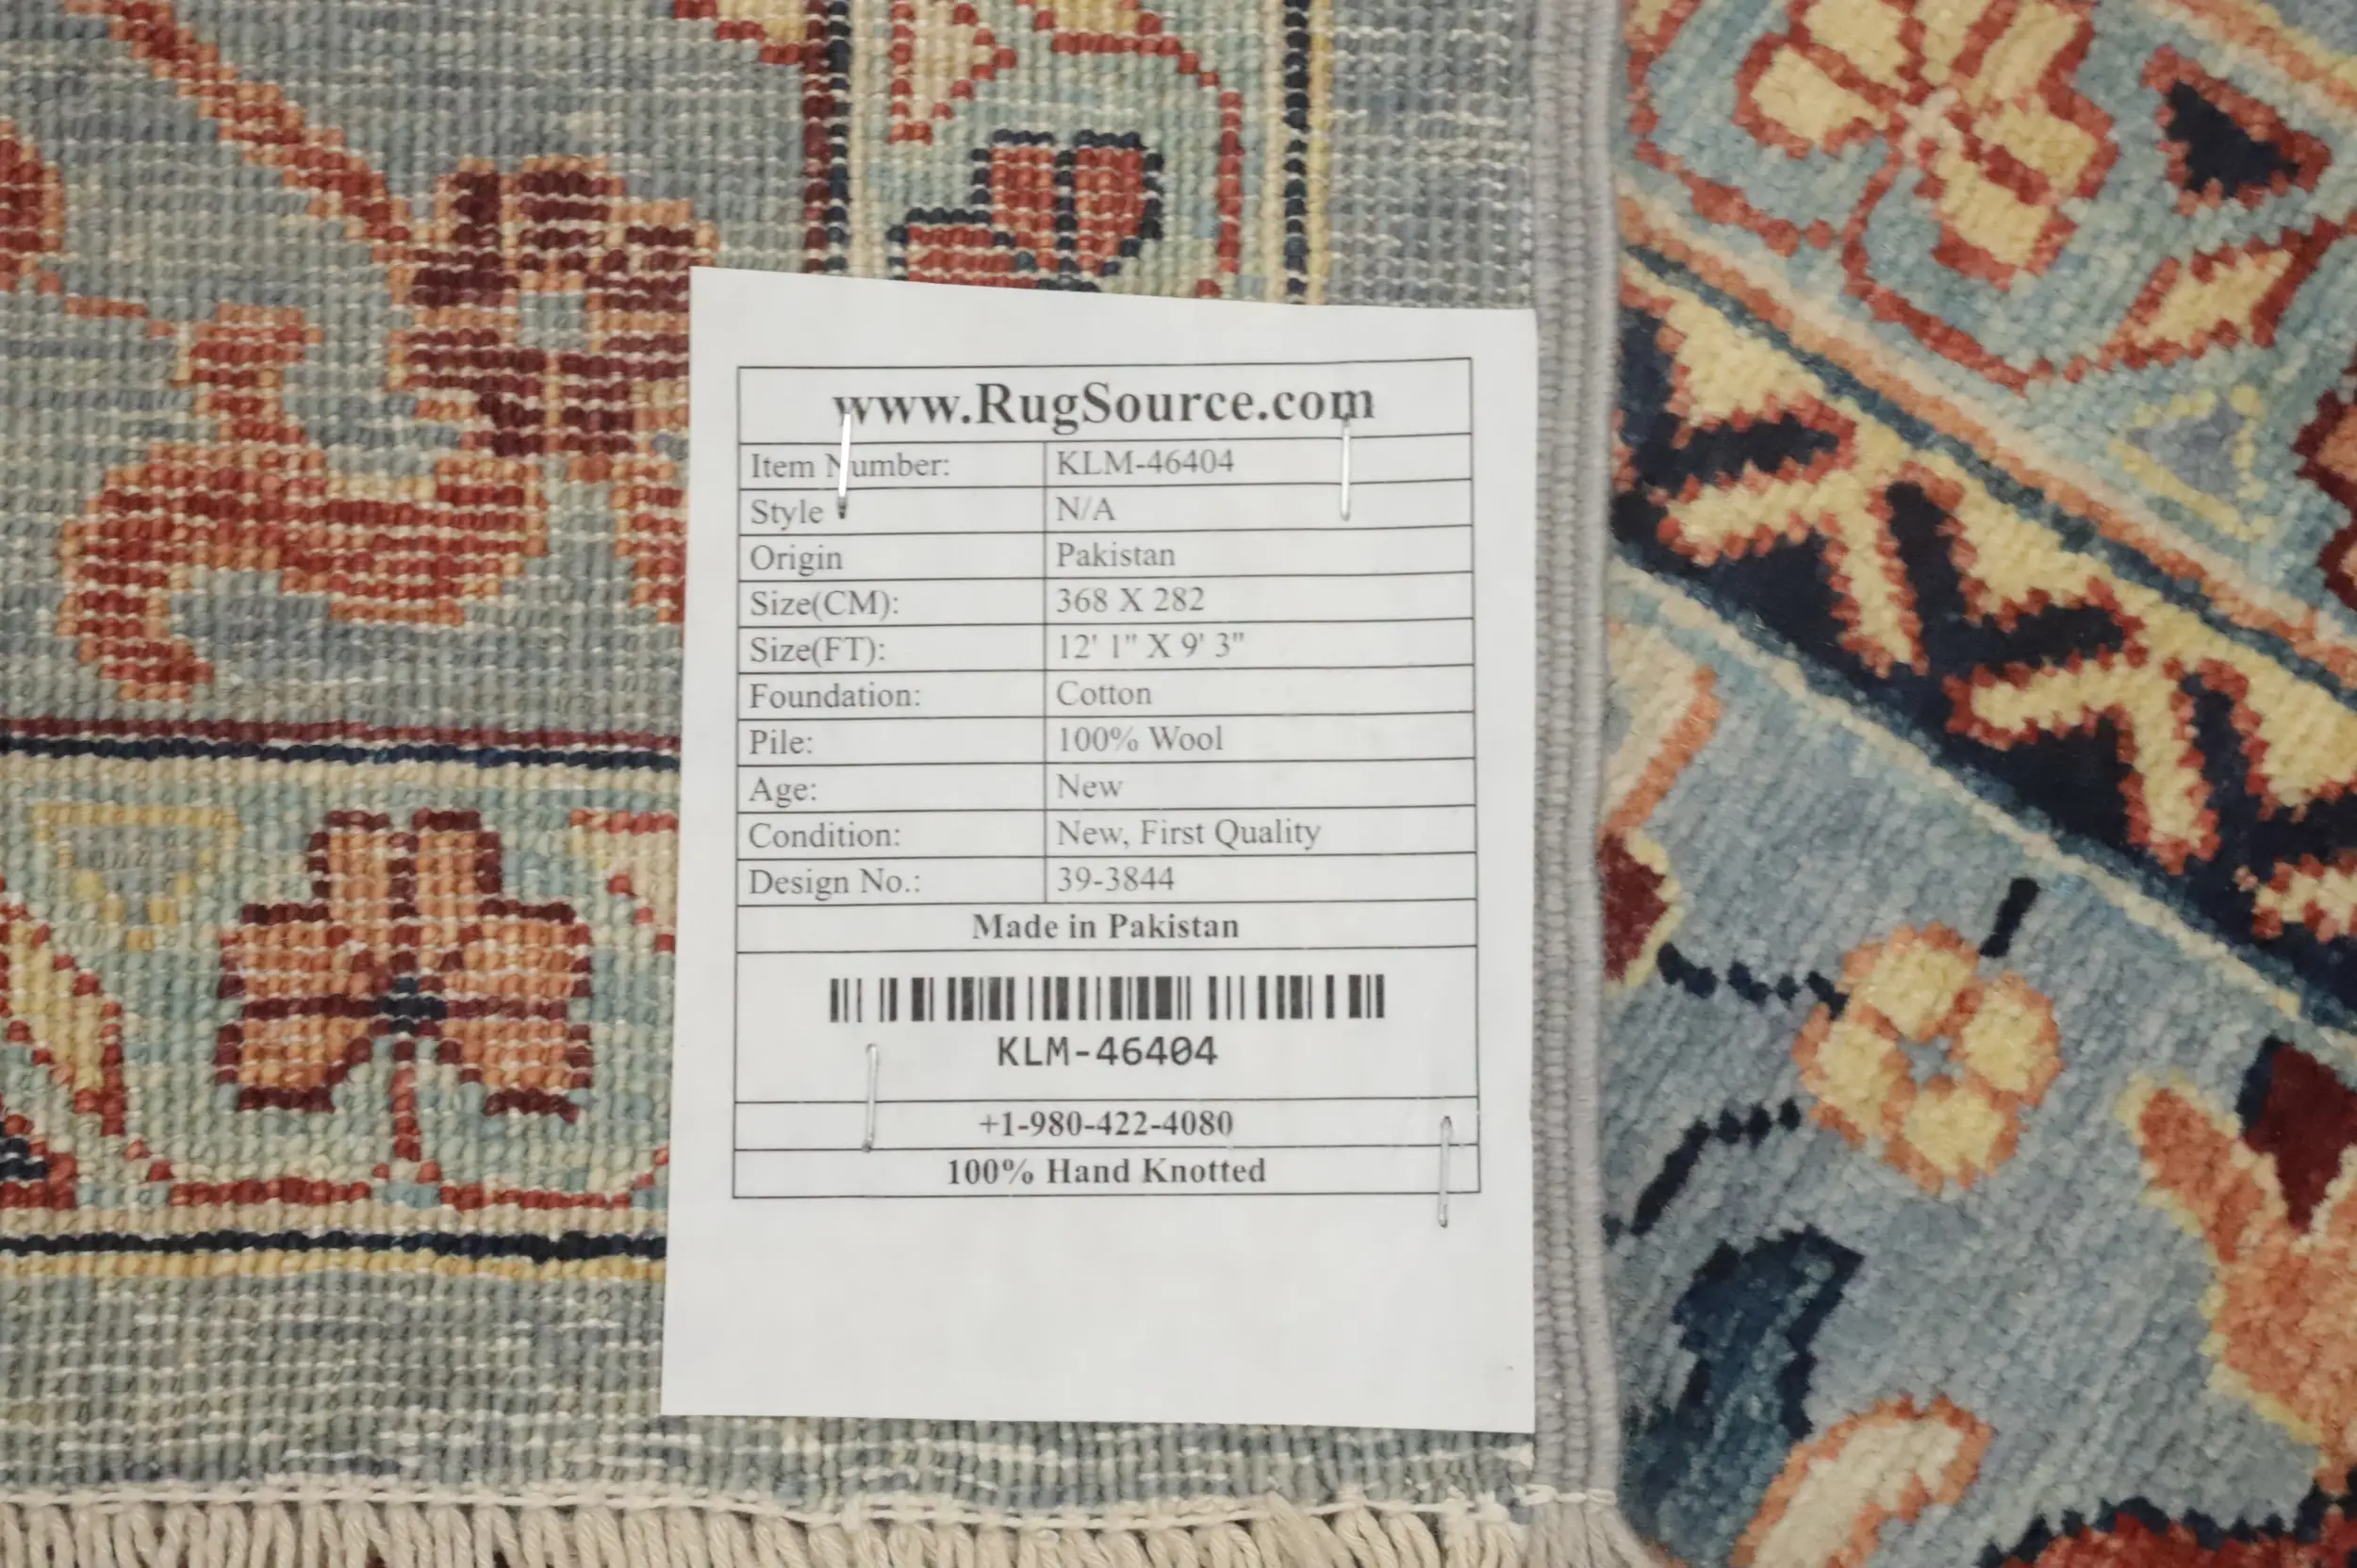 www.RugSource.com
Item Number: KLM-46404
Style N/A
Origin Pakistan
Size(CM): 368 X 282
Size(FT): 12' 1" X 9' 3"
Foundation: Cotton
Pile: 100% Wool
Age: New
Condition: New, First Quality
Design No.: 39-3844
Made in Pakistan
KLM-46404
+1-980-422-4080
100% Hand Knotted